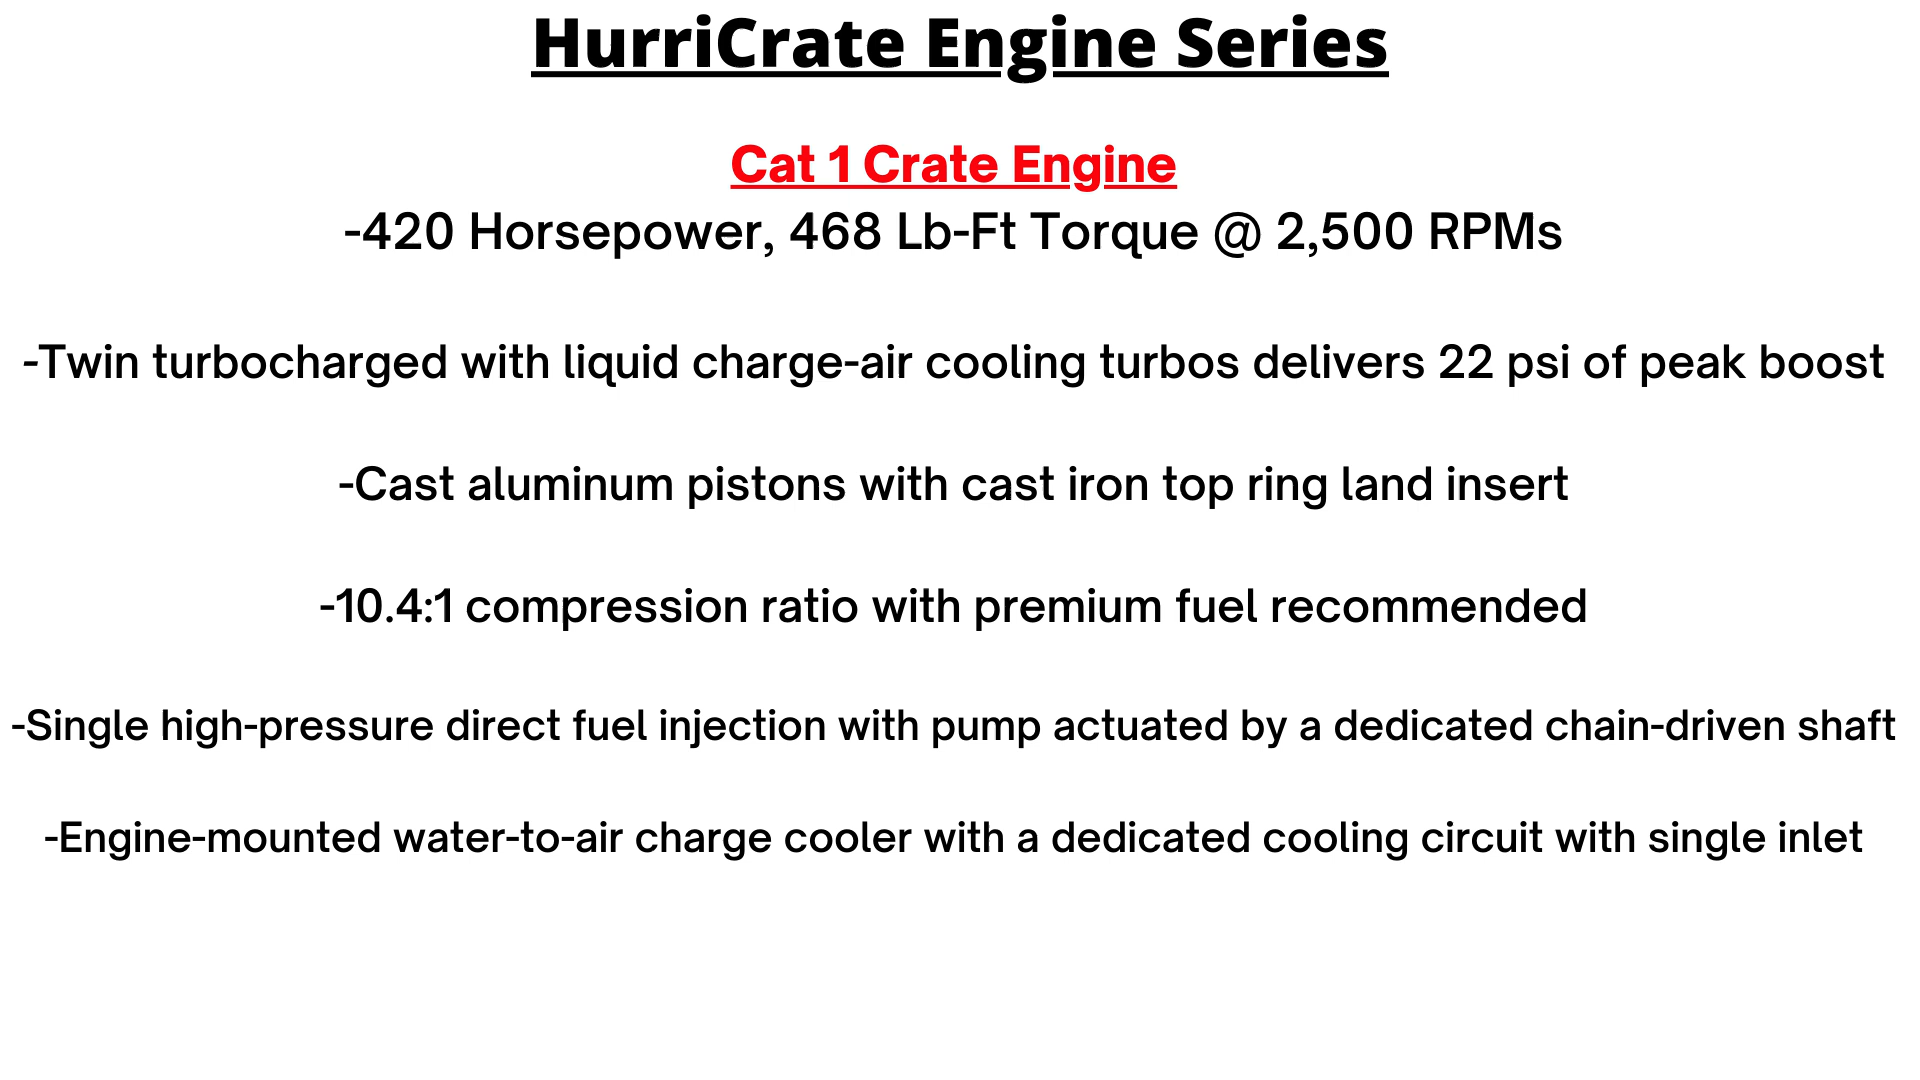 HurriCrate Engine Series
Cat 1 Crate Engine
-420 Horsepower, 468 Lb-Ft Torque @ 2,500 RPMs
-Twin turbocharged with liquid charge-air cooling turbos delivers 22 psi of peak boost
-Cast aluminum pistons with cast iron top ring land insert
-10.4:1 compression ratio with premium fuel recommended
-Single high-pressure direct fuel injection with pump actuated by a dedicated chain-driven shaft
-Engine-mounted water-to-air charge cooler with a dedicated cooling circuit with single inlet